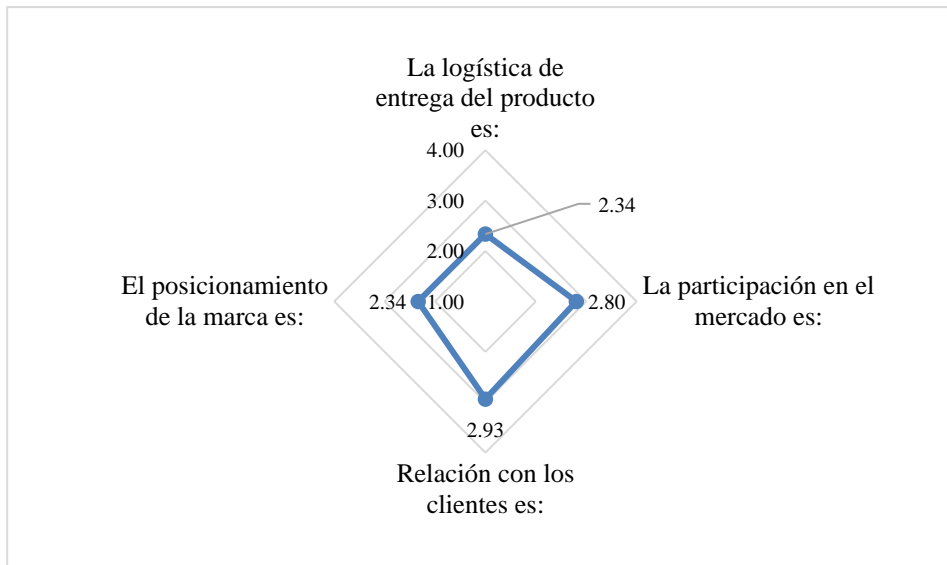 La logística de
entrega del producto
es:
4.00
3.00
2.34
2.00
El posicionamiento
de la marca es:
2.34
1.00
2.80
La participación en el
mercado es:
2.93
Relación con los
clientes es: